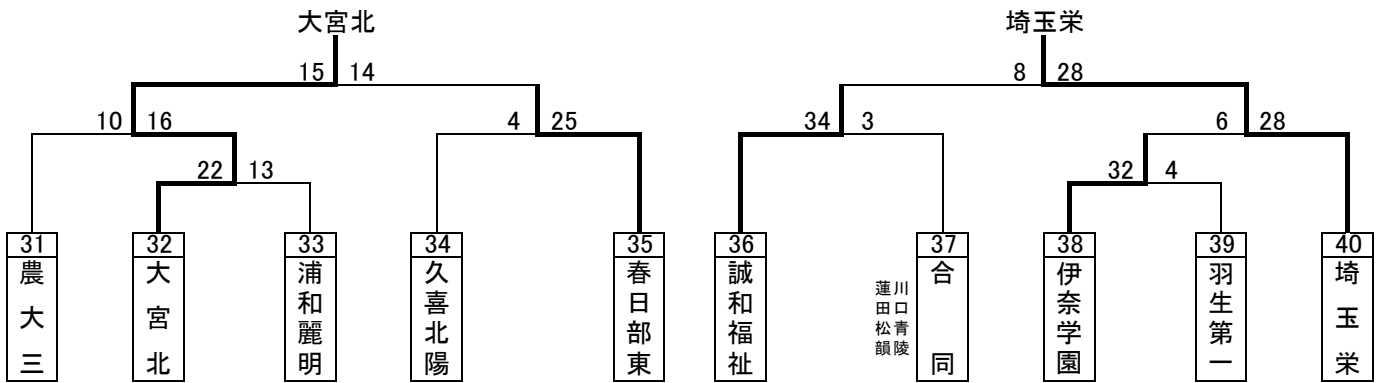 大宮北 埼玉栄
15 14 8 28
10 16 4 25 34 3 6 28
22 13 32 4
31 32 33 34 35 36 37 38 39 40
農大三
大宮北
浦和麗明
久喜北陽
春日部東
誠和福祉
合同
川口青陵
蓮田松韻
伊奈学園
羽生第一
埼玉栄